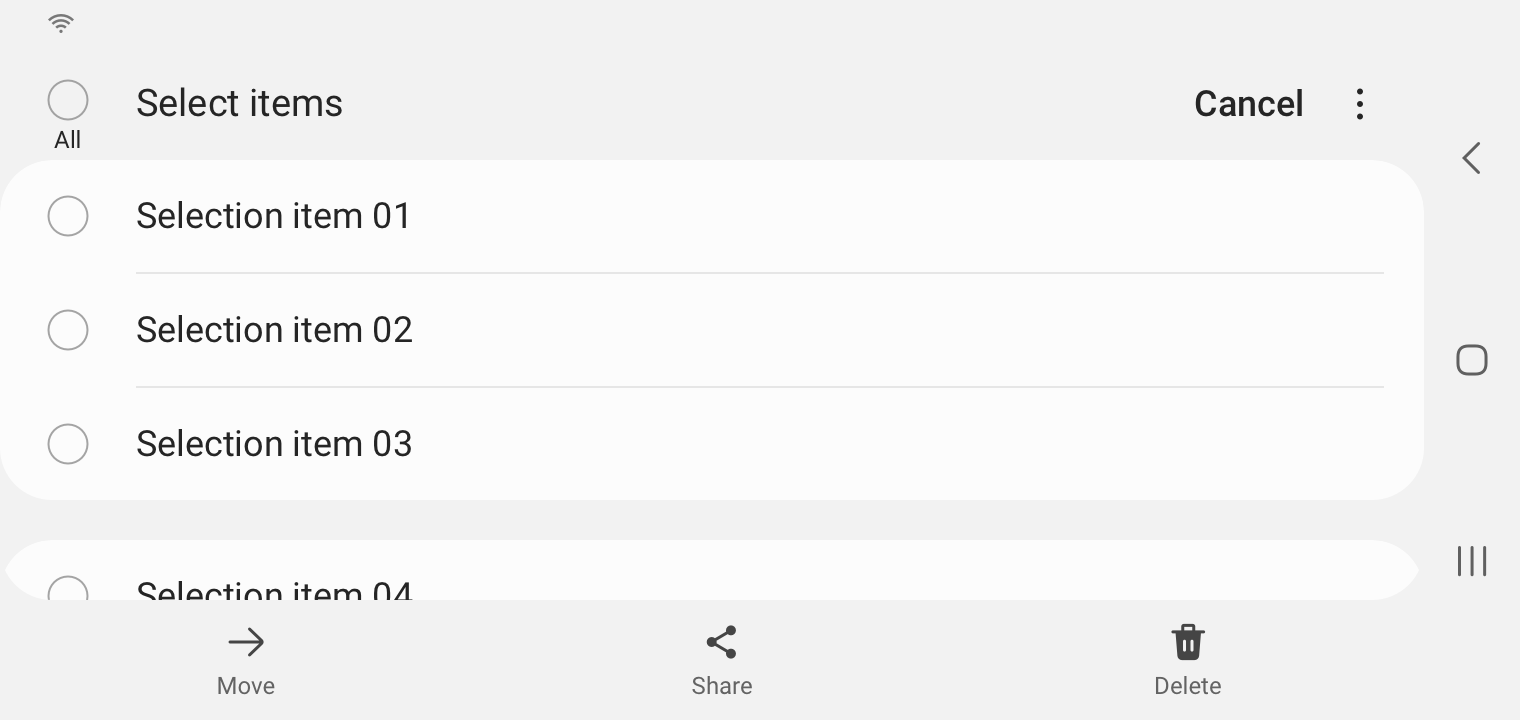 Select items
Cancel
All
Selection item 01
Selection item 02
Selection item 03
Selection item 04
Move
Share
Delete